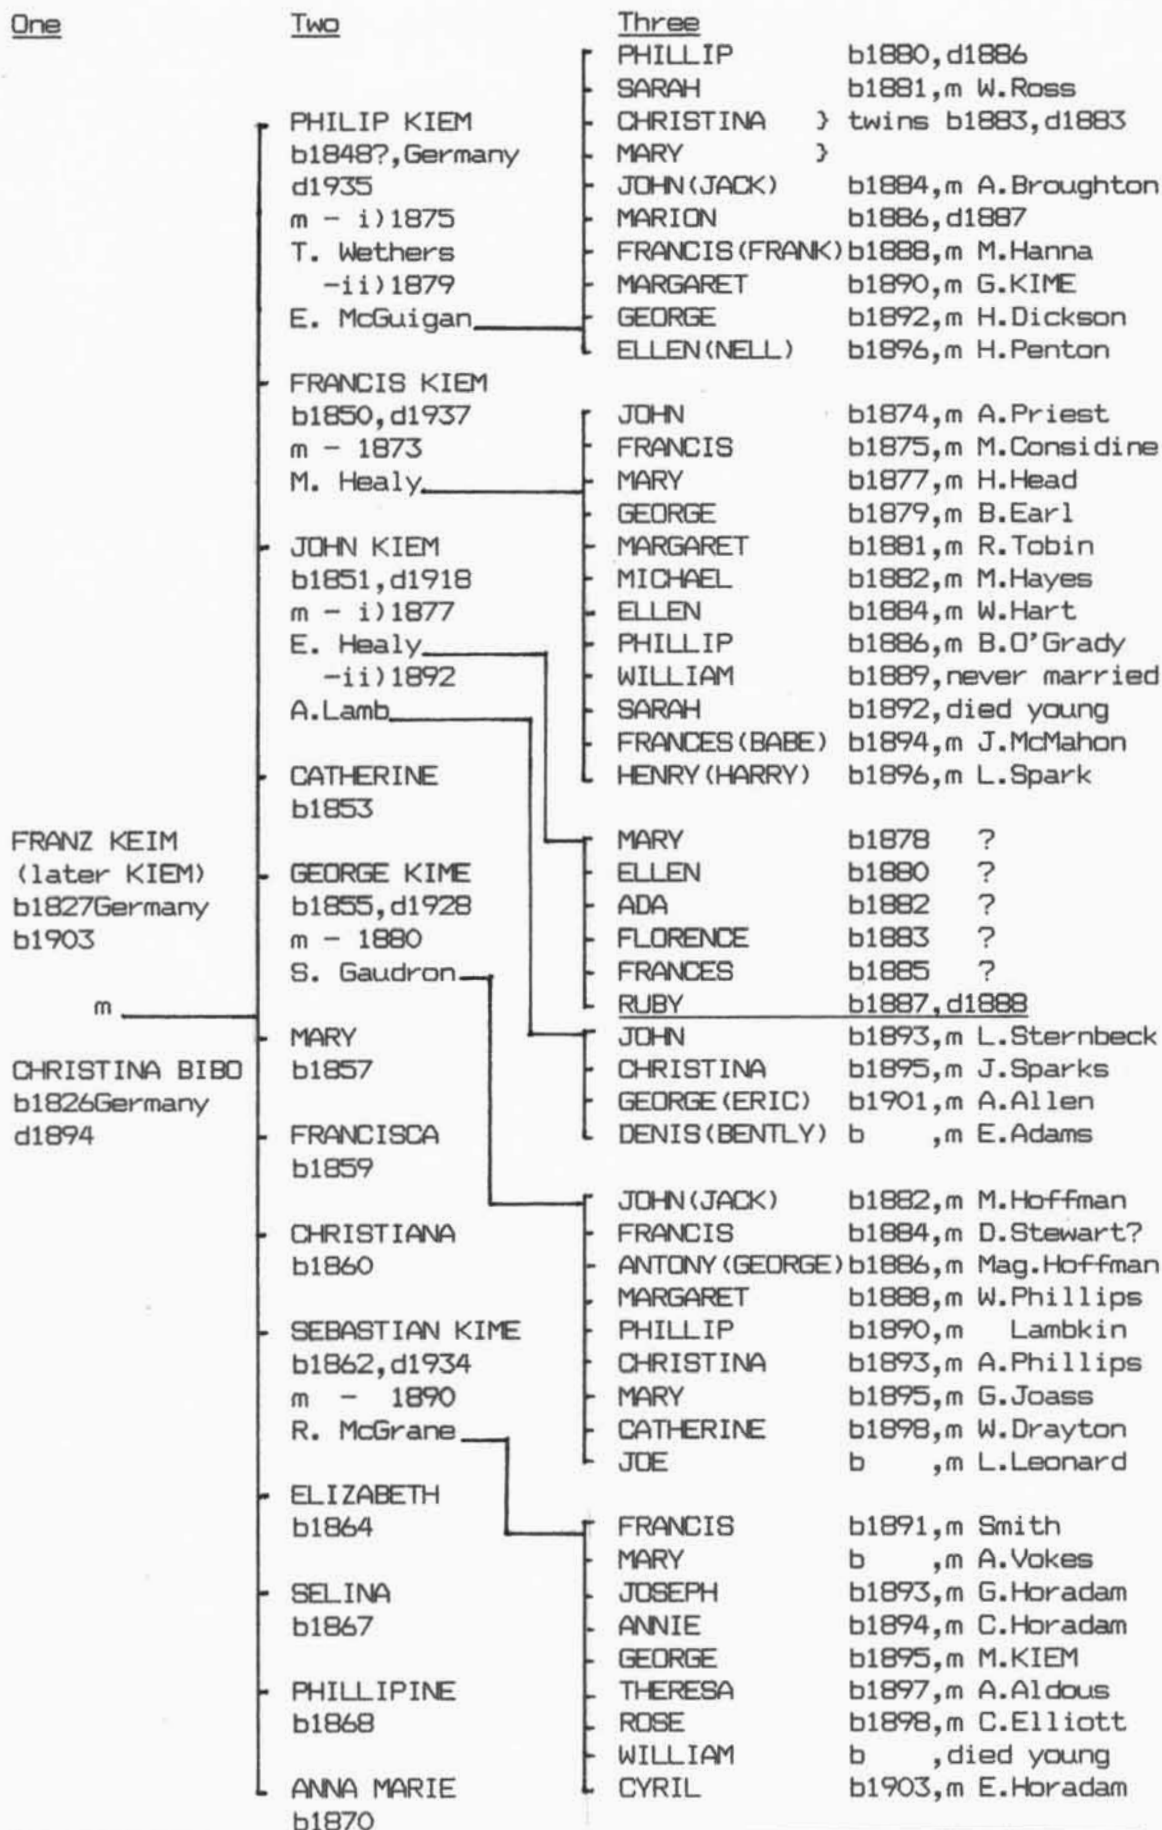 One
FRANZ KEIM
(later KIEM)
b1827Germany
b1903
m
CHRISTINA BIBO
b1826Germany
d1894
Two
PHILIP KIEM
b1848?,Germany
d1935
m - i)1875
T. Wethers
-ii)1879
E. McGuigan
FRANCIS KIEM
b1850,d1937
m - 1873
M. Healy
JOHN KIEM
b1851,d1918
m - i)1877
E. Healy
-ii)1892
A.Lamb
CATHERINE
b1853
GEORGE KIME
b1855,d1928
m - 1880
S. Gaudron
MARY
b1857
FRANCISCA
b1859
CHRISTIANA
b1860
SEBASTIAN KIME
b1862,d1934
m - 1890
R. McGrane
ELIZABETH
b1864
SELINA
b1867
PHILLIPINE
b1868
ANNA MARIE
b1870
Three
PHILLIP b1880,d1886
SARAH b1881,m W.Ross
CHRISTINA } twins b1883,d1883
MARY }
JOHN(JACK) b1884,m A.Broughton
MARION b1886,d1887
FRANCIS(FRANK) b1888,m M.Hanna
MARGARET b1890,m G.KIME
GEORGE b1892,m H.Dickson
ELLEN(NELL) b1896,m H.Penton
JOHN b1874,m A.Priest
FRANCIS b1875,m M.Considine
MARY b1877,m H.Head
GEORGE b1879,m B.Earl
MARGARET b1881,m R.Tobin
MICHAEL b1882,m M.Hayes
ELLEN b1884,m W.Hart
PHILLIP b1886,m B.O'Grady
WILLIAM b1889,never married
SARAH b1892,died young
FRANCES(BABE) b1894,m J.McMahon
HENRY(HARRY) b1896,m L.Spark
MARY b1878 ?
ELLEN b1880 ?
ADA b1882 ?
FLORENCE b1883 ?
FRANCES b1885 ?
RUBY b1887,d1888
JOHN b1893,m L.Sternbeck
CHRISTINA b1895,m J.Sparks
GEORGE(ERIC) b1901,m A.Allen
DENIS(BENTLY) b ,m E.Adams
JOHN(JACK) b1882,m M.Hoffman
FRANCIS b1884,m D.Stewart?
ANTONY(GEORGE) b1886,m Mag.Hoffman
MARGARET b1888,m W.Phillips
PHILLIP b1890,m Lambkin
CHRISTINA b1893,m A.Phillips
MARY b1895,m G.Joass
CATHERINE b1898,m W.Drayton
JOE b ,m L.Leonard
FRANCIS b1891,m Smith
MARY b ,m A.Vokes
JOSEPH b1893,m G.Horadam
ANNIE b1894,m C.Horadam
GEORGE b1895,m M.KIEM
THERESA b1897,m A.Aldous
ROSE b1898,m C.Elliott
WILLIAM b ,died young
CYRIL b1903,m E.Horadam